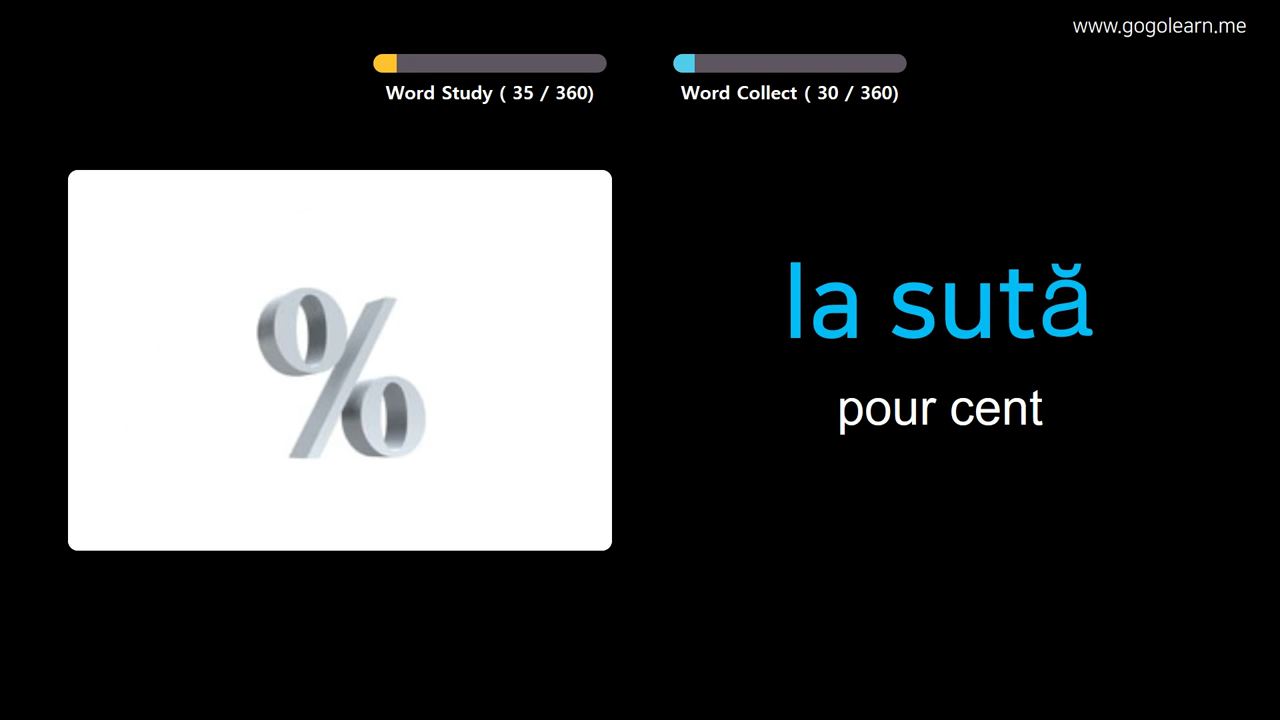 www.gogolearn.me
Word Study ( 35 / 360)
Word Collect ( 30 / 360)
%
la sută
pour cent